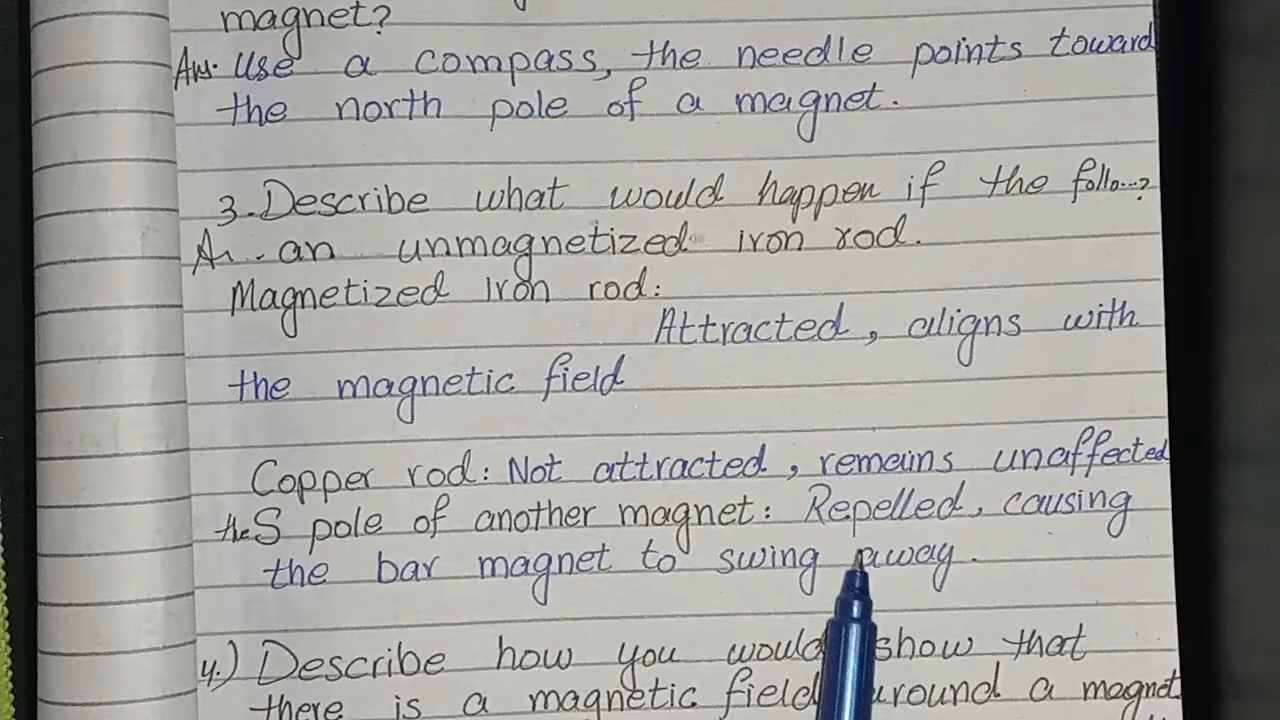 magnet?
Ans. Use a compass, the needle points toward
the north pole of a magnet.
3. Describe what would happen if the follo...?
A. an unmagnetized iron rod.
Magnetized iron rod:
Attracted, aligns with
the magnetic field
Copper rod: Not attracted, remains unaffected
the S pole of another magnet: Repelled, causing
the bar magnet to swing away.
4.) Describe how you would show that
there is a magnetic field around a magnet